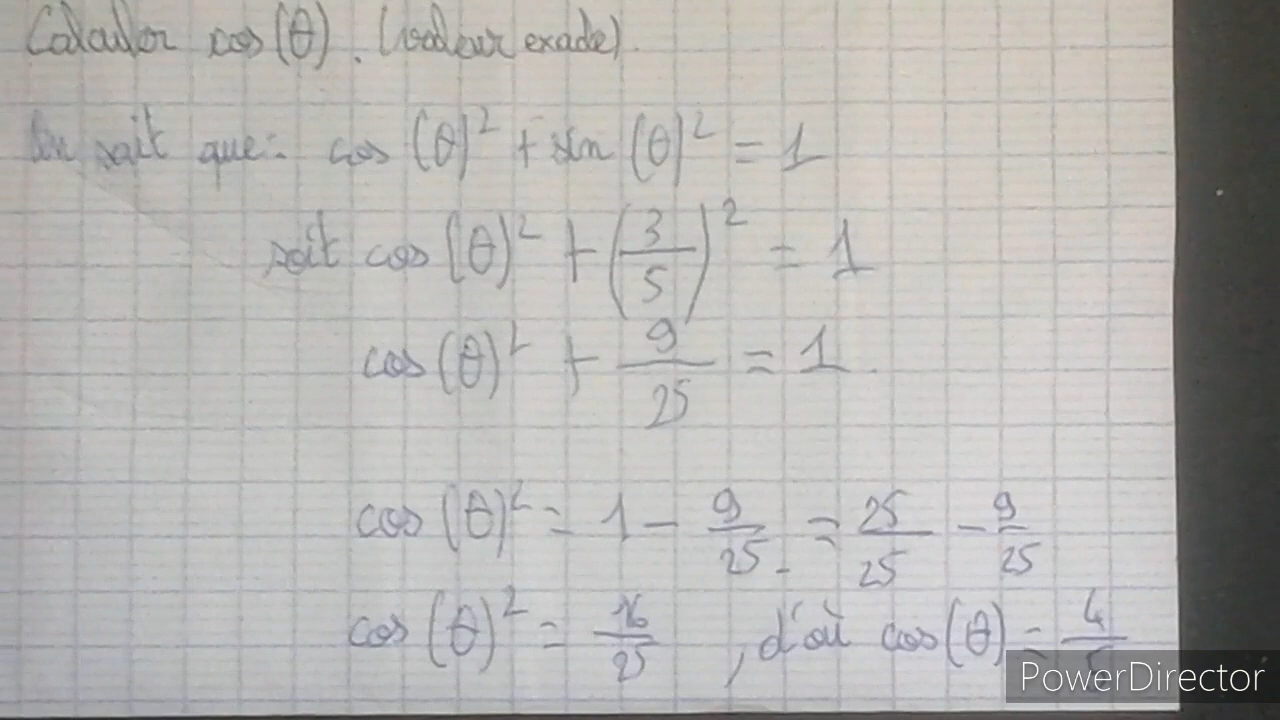 Calculer cos(θ). (valeur exacte).
On sait que: cos (θ)² + sin (θ)² = 1
soit cos (θ)² + (3/5)² = 1
cos (θ)² + 9/25 = 1.
cos (θ)² = 1 - 9/25 = 25/25 - 9/25
cos (θ)² = 16/25, d'où cos(θ) = 4/5
PowerDirector